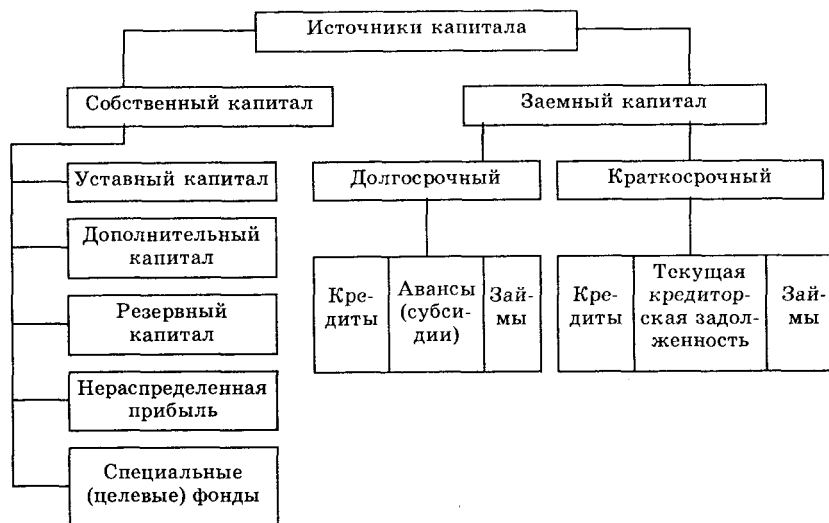 Источники капитала
Собственный капитал
Заемный капитал
Уставный капитал
Дополнительный
капитал
Резервный
капитал
Нераспределенная
прибыль
Специальные
(целевые) фонды
Долгосрочный
Кре-
диты
Авансы
(субси-
дии)
Зай-
мы
Краткосрочный
Кре-
диты
Текущая
кредитор-
ская задол-
женность
Зай-
мы